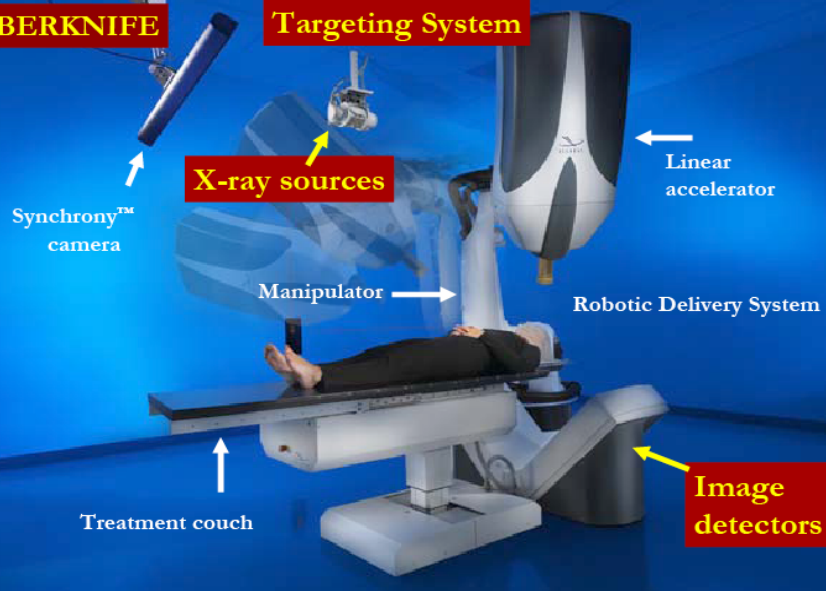 BERKNIFE
Targeting System
X-ray sources
Linear
accelerator
Synchrony™
camera
Manipulator
Robotic Delivery System
Treatment couch
Image
detectors